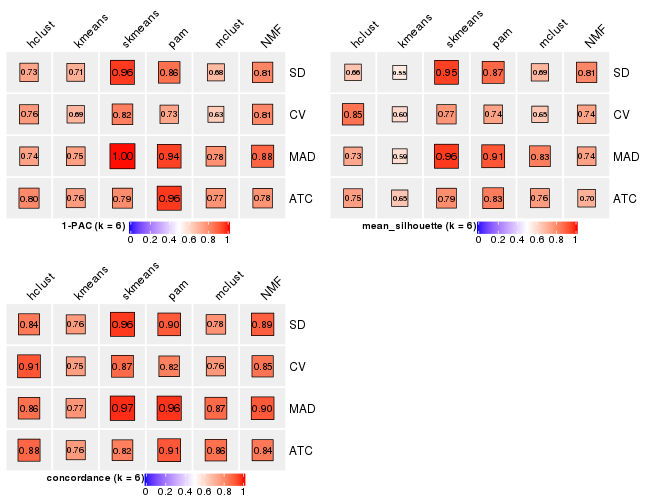 hclust kmeans skmeans pam mclust NMF
0.73 0.71 0.96 0.86 0.68 0.81 SD
0.76 0.69 0.82 0.73 0.63 0.81 CV
0.74 0.75 1.00 0.94 0.78 0.88 MAD
0.80 0.76 0.79 0.96 0.77 0.78 ATC
1-PAC (k = 6)
0 0.2 0.4 0.6 0.8 1
hclust kmeans skmeans pam mclust NMF
0.66 0.55 0.95 0.87 0.69 0.81 SD
0.85 0.60 0.77 0.74 0.65 0.74 CV
0.73 0.59 0.96 0.91 0.83 0.74 MAD
0.75 0.65 0.79 0.83 0.76 0.70 ATC
mean_silhouette (k = 6)
0 0.2 0.4 0.6 0.8 1
hclust kmeans skmeans pam mclust NMF
0.84 0.76 0.96 0.90 0.78 0.89 SD
0.91 0.75 0.87 0.82 0.76 0.85 CV
0.86 0.77 0.97 0.96 0.87 0.90 MAD
0.88 0.76 0.82 0.91 0.86 0.84 ATC
concordance (k = 6)
0 0.2 0.4 0.6 0.8 1